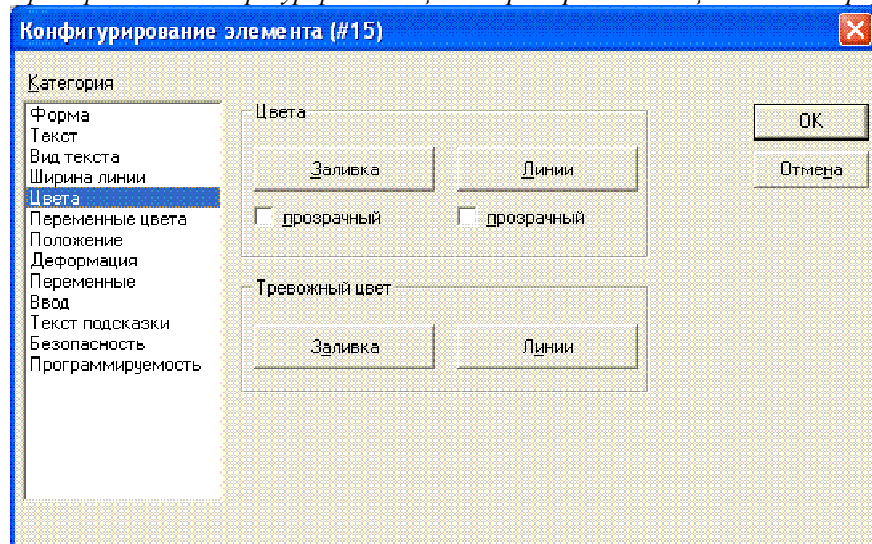 Конфигурирование элемента (#15)
Категория
Форма
Текст
Вид текста
Ширина линии
Цвета
Переменные цвета
Положение
Деформация
Переменные
Ввод
Текст подсказки
Безопасность
Программируемость
Цвета
Заливка Линии
прозрачный прозрачный
Тревожный цвет
Заливка Линии
OK
Отмена